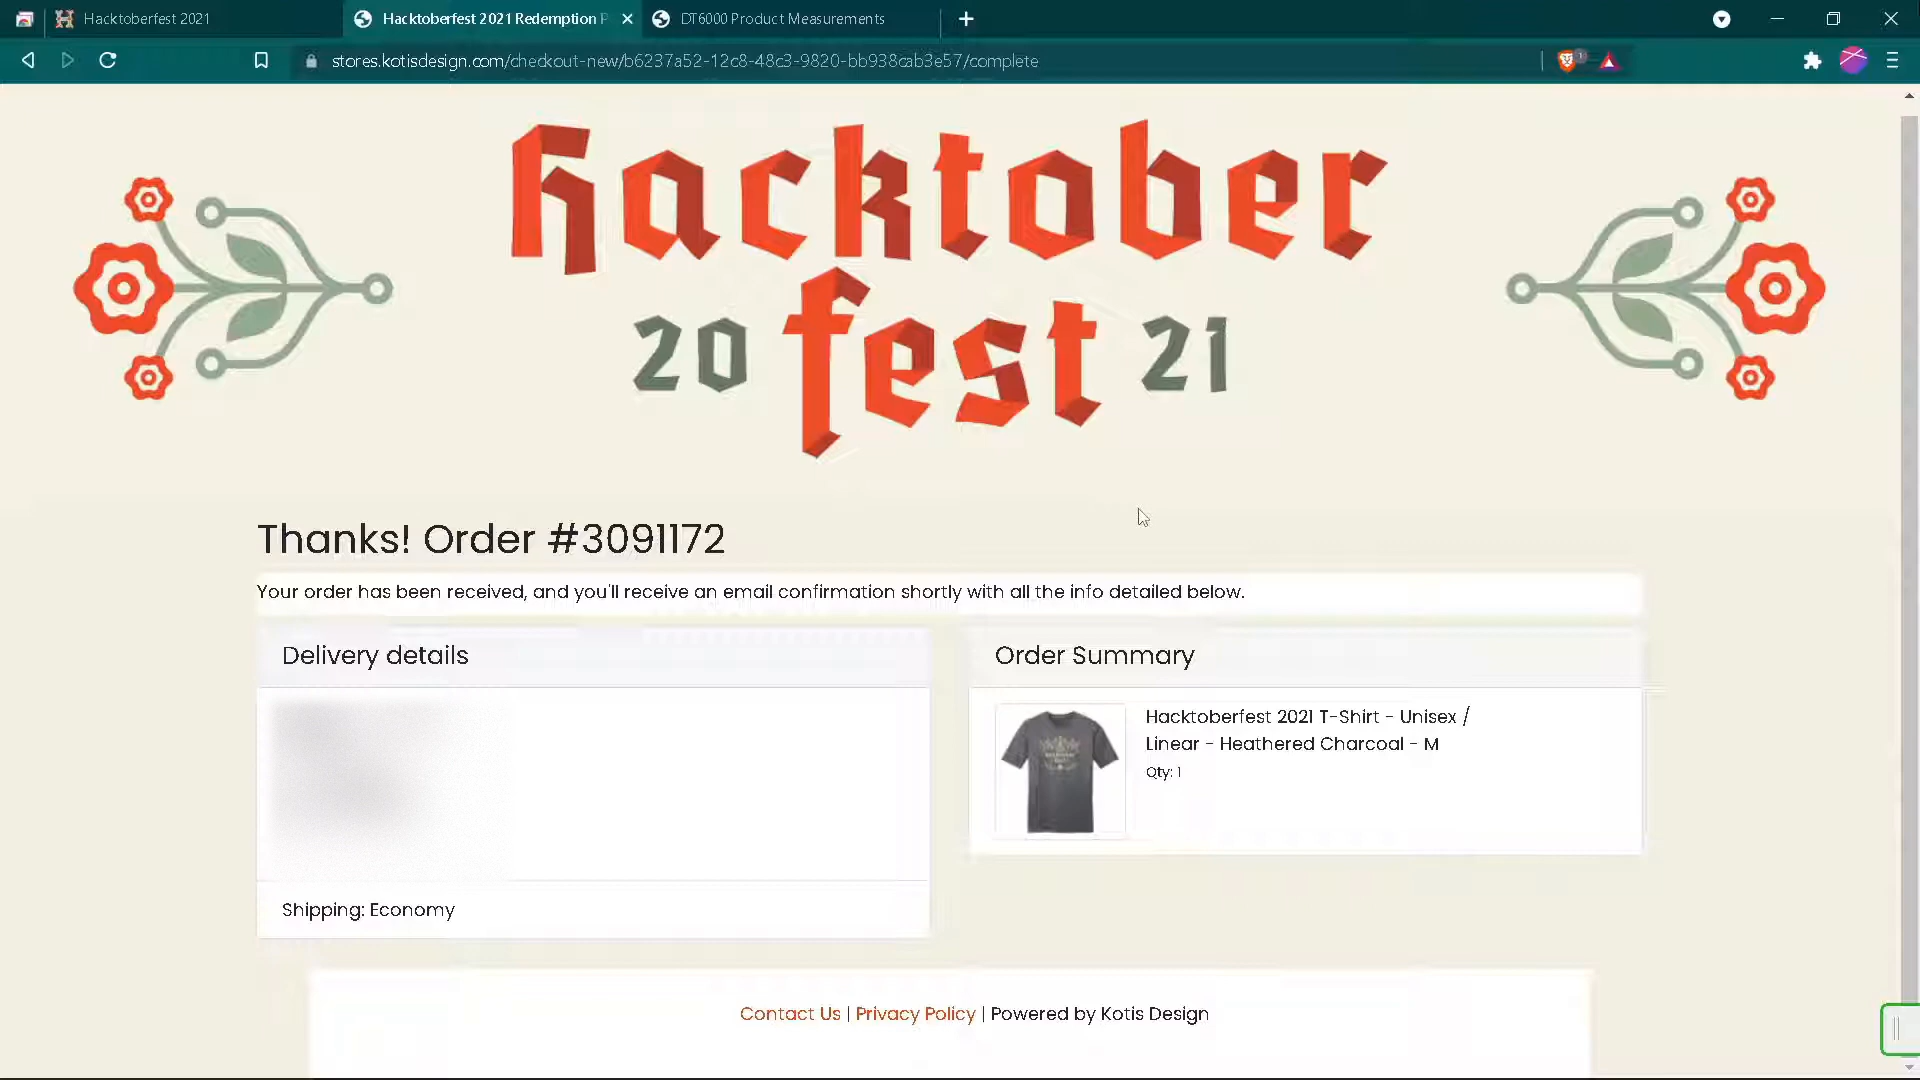 Hacktoberfest 2021
Hacktoberfest 2021 Redemption P
DT6000 Product Measurements
stores.kotisdesign.com/checkout-new/b6237a52-12c8-48c3-9820-bb938cab3e57/complete
hacktober
20 fest 21
Thanks! Order #3091172
Your order has been received, and you'll receive an email confirmation shortly with all the info detailed below.
Delivery details
Order Summary
Hacktoberfest 2021 T-Shirt - Unisex /
Linear - Heathered Charcoal - M
Qty: 1
Shipping: Economy
Contact Us | Privacy Policy | Powered by Kotis Design